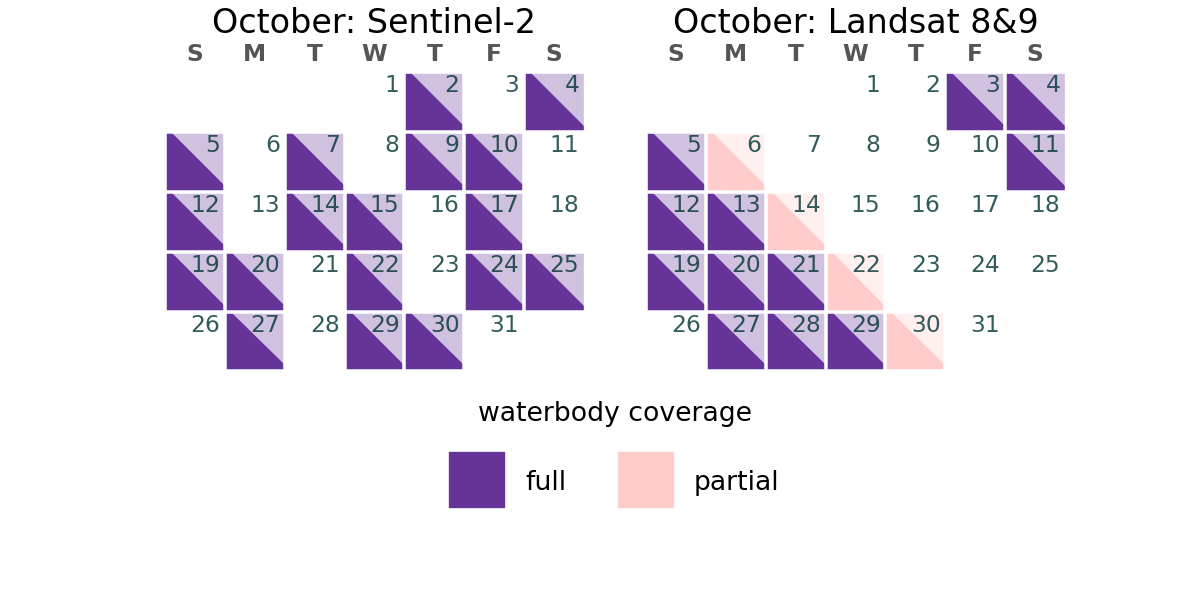 October: Sentinel-2
S M T W T F S
1 2 3 4
5 6 7 8 9 10 11
12 13 14 15 16 17 18
19 20 21 22 23 24 25
26 27 28 29 30 31
October: Landsat 8&9
S M T W T F S
1 2 3 4
5 6 7 8 9 10 11
12 13 14 15 16 17 18
19 20 21 22 23 24 25
26 27 28 29 30 31
waterbody coverage
full partial